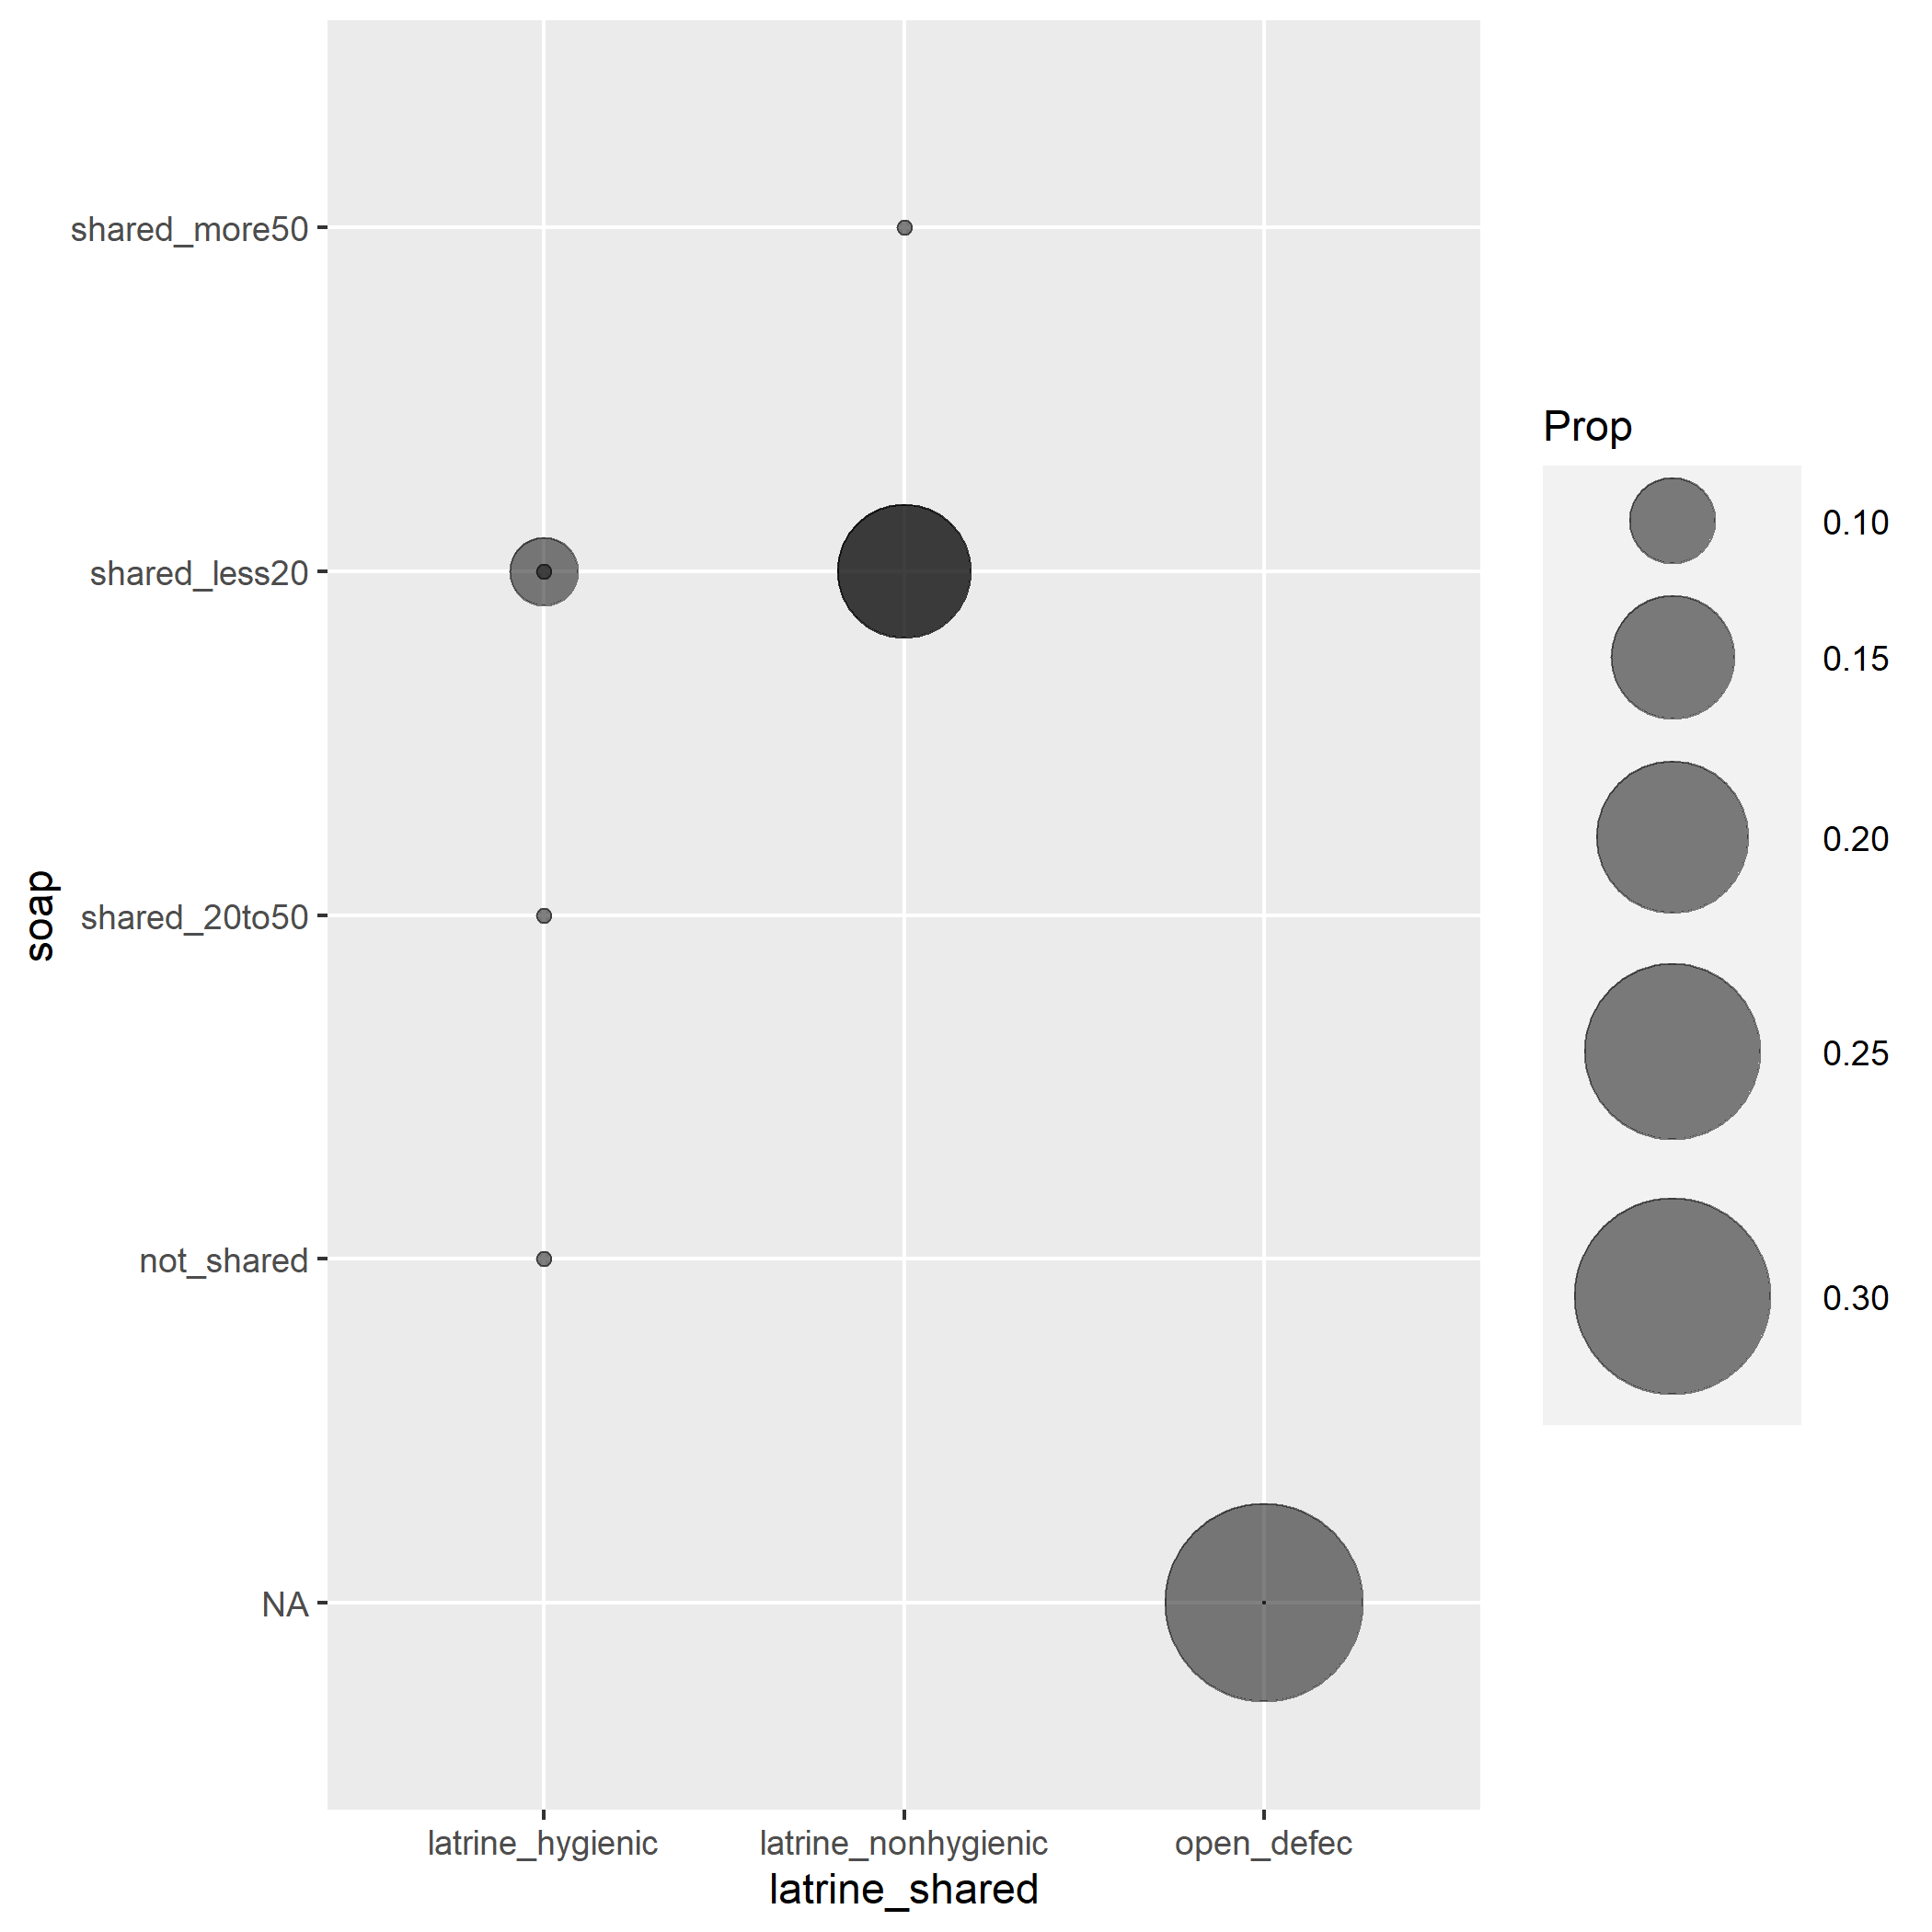 soap
shared_more50
shared_less20
shared_20to50
not_shared
NA
latrine_hygienic
latrine_nonhygienic
open_defec
latrine_shared
Prop
0.10
0.15
0.20
0.25
0.30